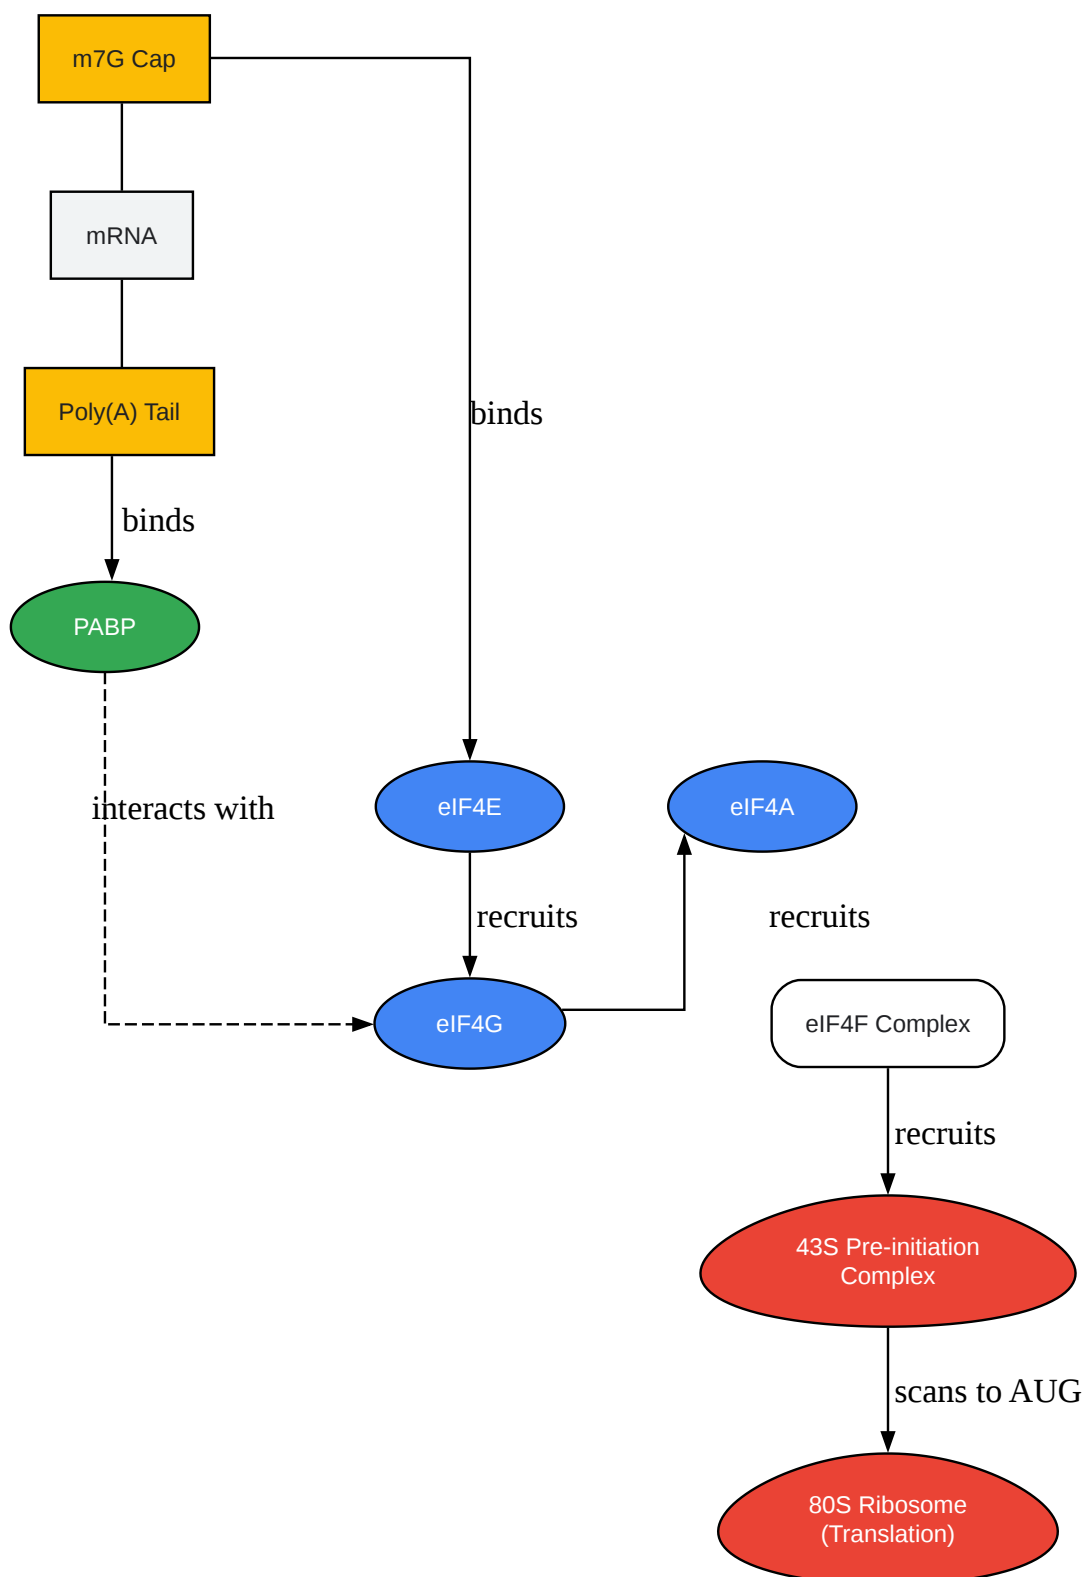 m7G Cap
mRNA
Poly(A) Tail
binds
binds
PABP
interacts with
eIF4E
eIF4A
recruits
recruits
eIF4G
eIF4F Complex
recruits
43S Pre-initiation
Complex
scans to AUG
80S Ribosome
(Translation)